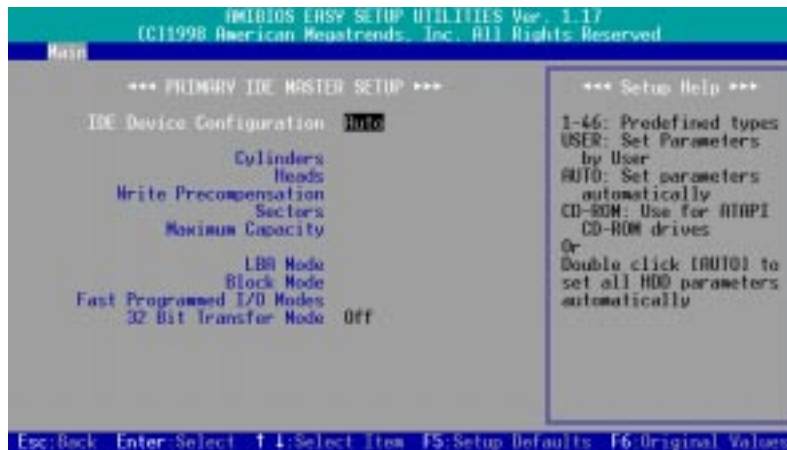 AMIBIOS EASY SETUP UTILITIES Ver. 1.17
(C)1998 American Megatrends, Inc. All Rights Reserved
Main
*** PRIMARY IDE MASTER SETUP ***
IDE Device Configuration Auto
Cylinders
Heads
Write Precompensation
Sectors
Maximum Capacity
LBA Mode
Block Mode
Fast Programmed I/O Modes
32 Bit Transfer Mode Off
*** Setup Help ***
1-46: Predefined types
USER: Set Parameters
by User
AUTO: Set parameters
automatically
CD-ROM: Use for ATAPI
CD-ROM drives
Or
Double click [AUTO] to
set all HDD parameters
automatically
Esc:Back Enter:Select ↑↓:Select Item F5:Setup Defaults F6:Original Values